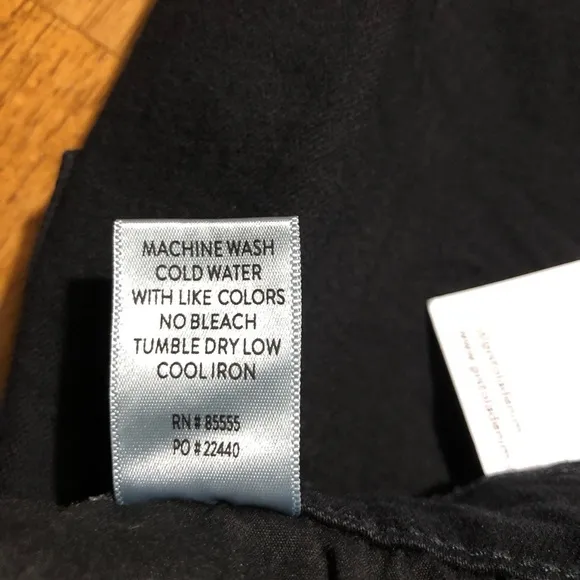 MACHINE WASH
COLD WATER
WITH LIKE COLORS
NO BLEACH
TUMBLE DRY LOW
COOL IRON
RN # 85555
PO # 22440